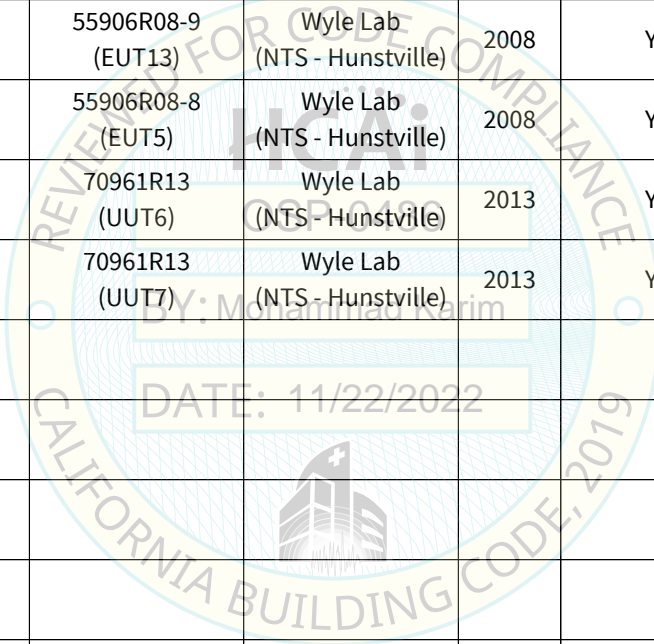 55906R08-9
(EUT13)
Wyle Lab
(NTS - Hunstville)
2008
Y
55906R08-8
(EUT5)
Wyle Lab
(NTS - Hunstville)
2008
Y
70961R13
(UUT6)
Wyle Lab
(NTS - Hunstville)
2013
Y
70961R13
(UUT7)
Wyle Lab
(NTS - Hunstville)
2013
Y
REVIEWED FOR CODE COMPLIANCE
HCAi
BY: Mohammad Karim
DATE: 11/22/2022
CALIFORNIA BUILDING CODE, 2019